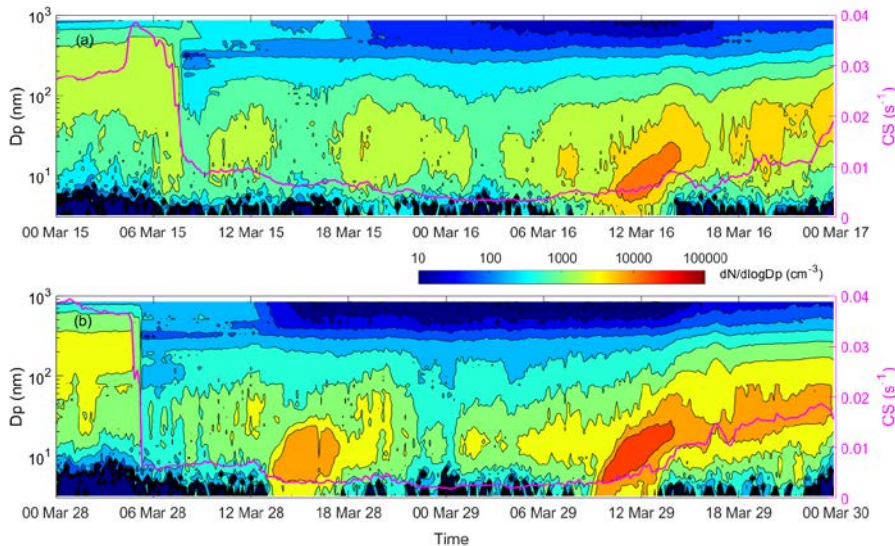 (a)
10³
10²
10¹
Dp (nm)
0.04
0.03
0.02
0.01
0
CS (s⁻¹)
00 Mar 15 06 Mar 15 12 Mar 15 18 Mar 15 00 Mar 16 06 Mar 16 12 Mar 16 18 Mar 16 00 Mar 17
10 100 1000 10000 100000
dN/dlogDp (cm⁻³)
(b)
10³
10²
10¹
Dp (nm)
0.04
0.03
0.02
0.01
0
CS (s⁻¹)
00 Mar 28 06 Mar 28 12 Mar 28 18 Mar 28 00 Mar 29 06 Mar 29 12 Mar 29 18 Mar 29 00 Mar 30
Time